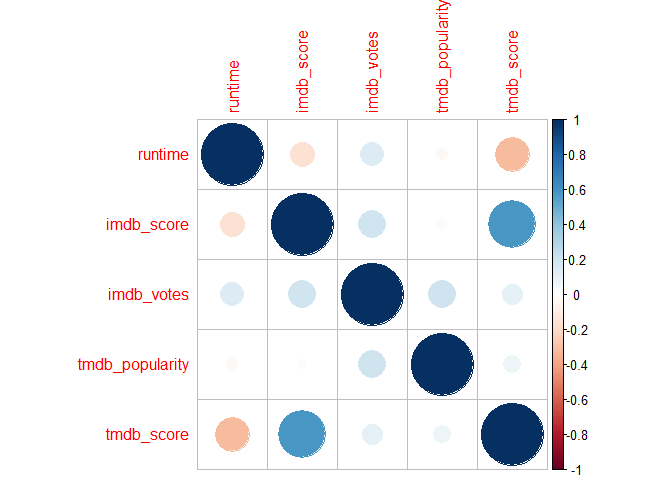 runtime
imdb_score
imdb_votes
tmdb_popularity
tmdb_score
runtime
imdb_score
imdb_votes
tmdb_popularity
tmdb_score
1
0.8
0.6
0.4
0.2
0
-0.2
-0.4
-0.6
-0.8
-1